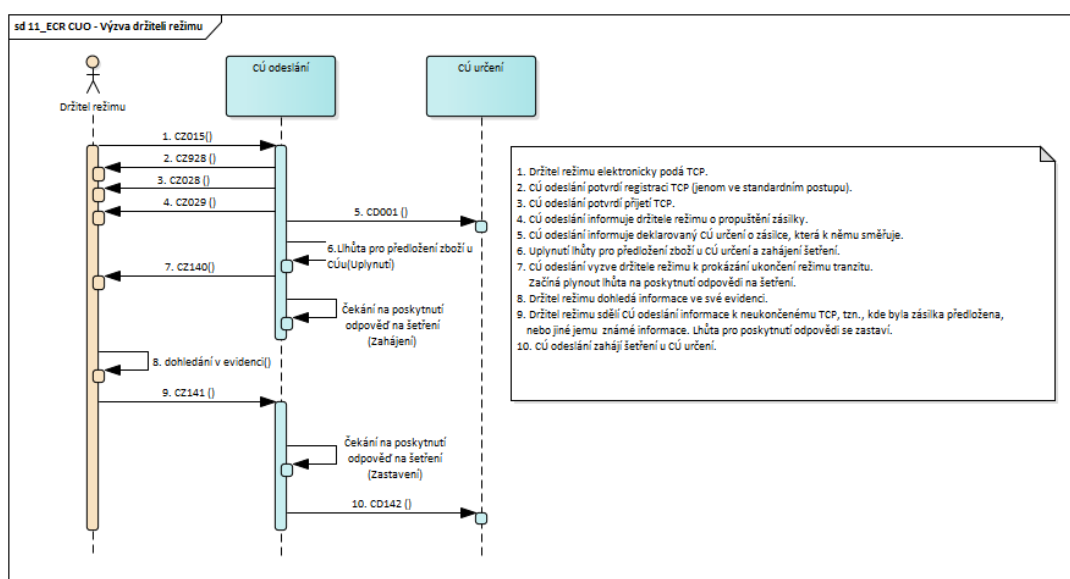 sd 11_ECR CUO - Výzva držiteli režimu
Držitel režimu
CÚ odeslání
CÚ určení
1. CZ015()
2. CZ928 ()
3. CZ028 ()
4. CZ029 ()
5. CD001 ()
6.Lhůta pro předložení zboží u
CÚu(Uplynutí)
7. CZ140()
Čekání na poskytnutí
odpověď na šetření
(Zahájení)
8. dohledání v evidenci()
9. CZ141 ()
Čekání na poskytnutí
odpověď na šetření
(Zastavení)
10. CD142 ()
1. Držitel režimu elektronicky podá TCP.
2. CÚ odeslání potvrdí registraci TCP (jenom ve standardním postupu).
3. CÚ odeslání potvrdí přijetí TCP.
4. CÚ odeslání informuje držitele režimu o propuštění zásilky.
5. CÚ odeslání informuje deklarovaný CÚ určení o zásilce, která k němu směřuje.
6. Uplynutí lhůty pro předložení zboží u CÚ určení a zahájení šetření.
7. CÚ odeslání vyzve držitele režimu k prokázání ukončení režimu tranzitu.
Začíná plynout lhůta na poskytnutí odpovědi na šetření.
8. Držitel režimu dohledá informace ve své evidenci.
9. Držitel režimu sdělí CÚ odeslání informace k neukončenému TCP, tzn., kde byla zásilka předložena,
nebo jiné jemu známé informace. Lhůta pro poskytnutí odpovědi se zastaví.
10. CÚ odeslání zahájí šetření u CÚ určení.